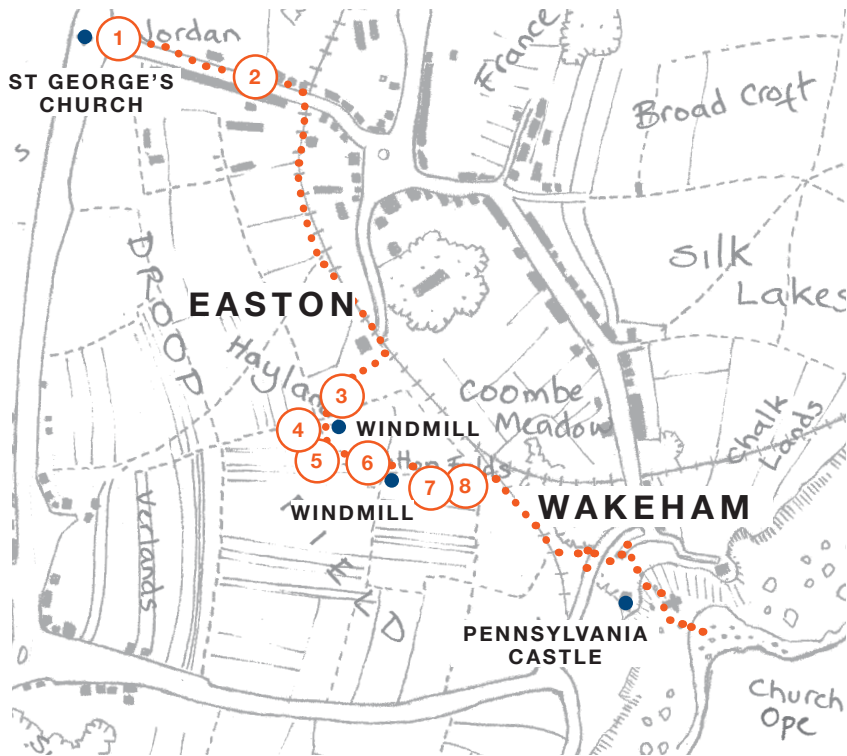 Jordan
1
2
ST GEORGE'S
CHURCH
France
Broad Croft
s
DROOP
EASTON
Silk
Lakes
Haylands
3
4
WINDMILL
5
6
7
8
WINDMILL
Coombe
Meadow
Chalk
Lands
WAKEHAM
Verlands
PENNSYLVANIA
CASTLE
Church
Ope